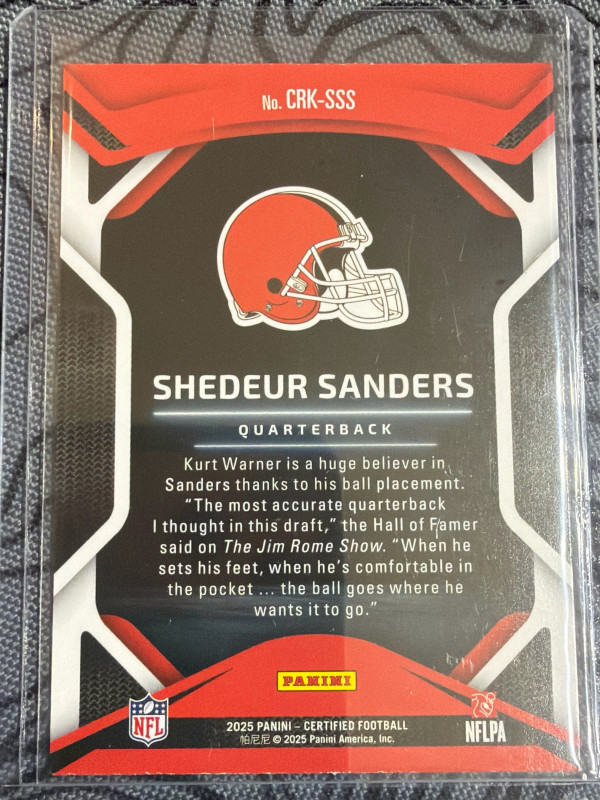 No. CRK-SSS
SHEDEUR SANDERS
QUARTERBACK
Kurt Warner is a huge believer in
Sanders thanks to his ball placement.
“The most accurate quarterback
I thought in this draft,” the Hall of Famer
said on The Jim Rome Show. “When he
sets his feet, when he’s comfortable in
the pocket ... the ball goes where he
wants it to go.”
PANINI
NFL
2025 PANINI – CERTIFIED FOOTBALL
帕尼尼 © 2025 Panini America, Inc.
NFLPA